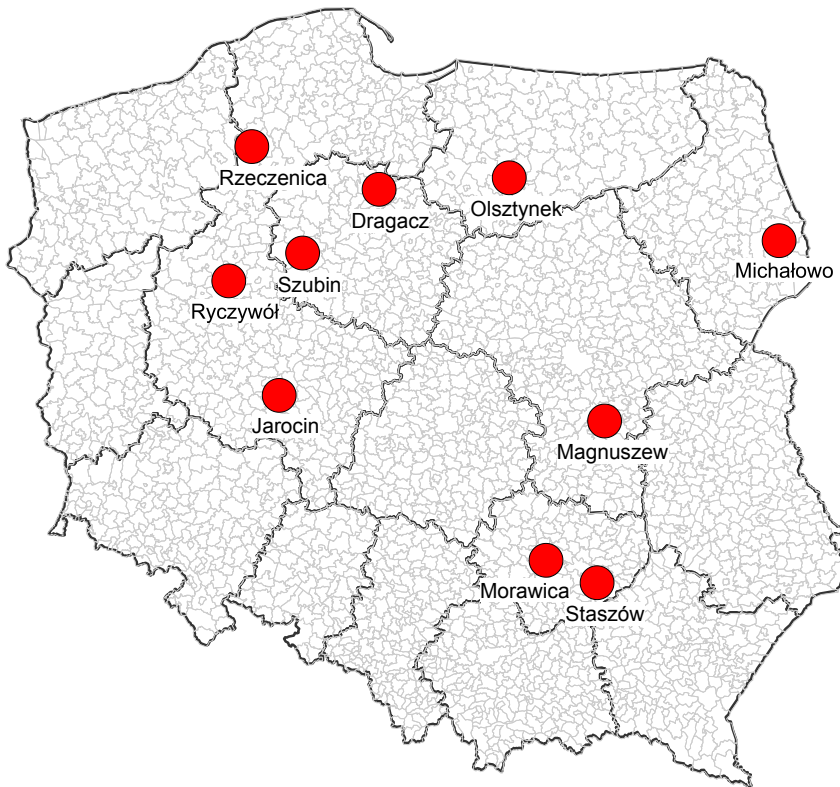 Rzeczenica
Dragacz
Olsztynek
Michałowo
Szubin
Ryczywół
Jarocin
Magnuszew
Morawica
Staszów